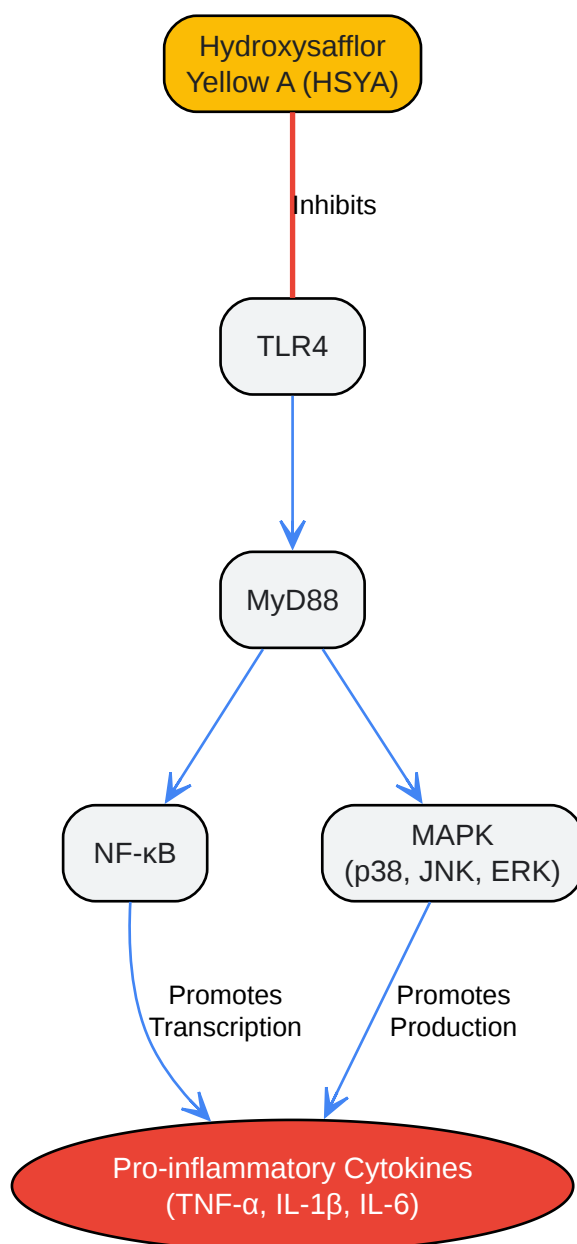 Hydroxysafflor
Yellow A (HSYA)
Inhibits
TLR4
MyD88
NF-κB
MAPK
(p38, JNK, ERK)
Promotes
Transcription
Promotes
Production
Pro-inflammatory Cytokines
(TNF-α, IL-1β, IL-6)